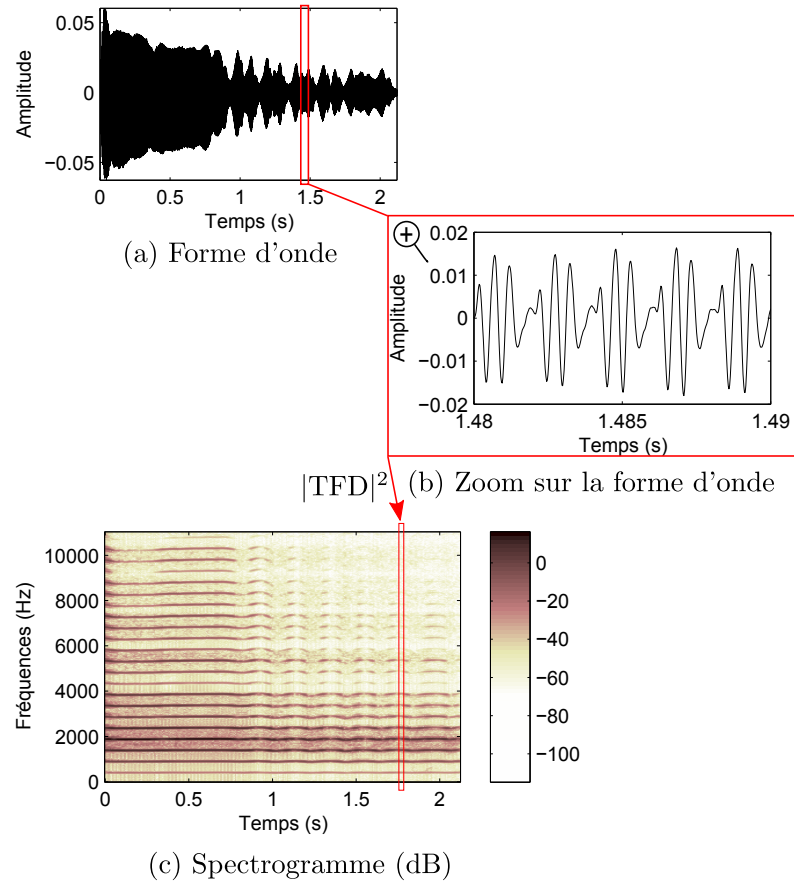 0.05
0
−0.05
Amplitude
0 0.5 1 1.5 2
Temps (s)
(a) Forme d'onde
+
0.02
0.01
0
−0.01
−0.02
Amplitude
1.48 1.485 1.49
Temps (s)
|TFD|² (b) Zoom sur la forme d'onde
10000
8000
6000
4000
2000
0
Fréquences (Hz)
0 0.5 1 1.5 2
Temps (s)
0
−20
−40
−60
−80
−100
(c) Spectrogramme (dB)